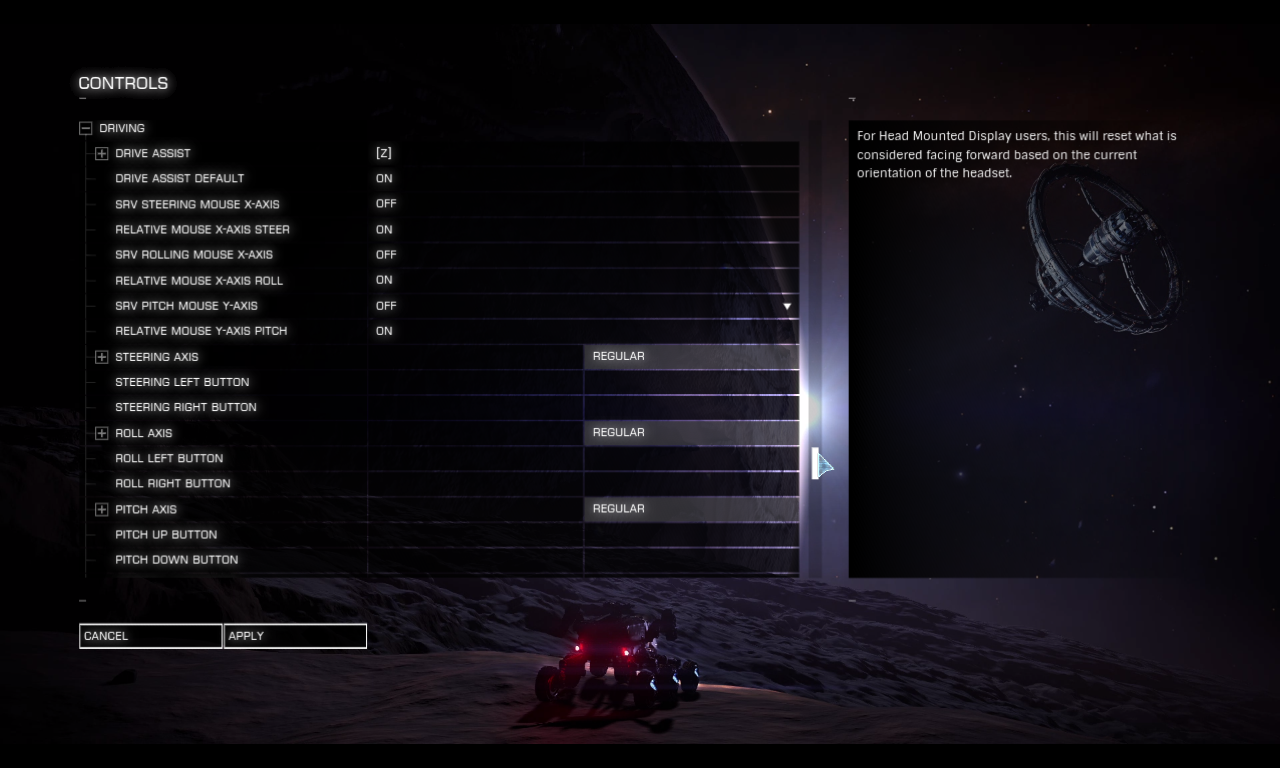 CONTROLS
DRIVING
DRIVE ASSIST [Z]
DRIVE ASSIST DEFAULT ON
SRV STEERING MOUSE X-AXIS OFF
RELATIVE MOUSE X-AXIS STEER ON
SRV ROLLING MOUSE X-AXIS OFF
RELATIVE MOUSE X-AXIS ROLL ON
SRV PITCH MOUSE Y-AXIS OFF
RELATIVE MOUSE Y-AXIS PITCH ON
STEERING AXIS REGULAR
STEERING LEFT BUTTON
STEERING RIGHT BUTTON
ROLL AXIS REGULAR
ROLL LEFT BUTTON
ROLL RIGHT BUTTON
PITCH AXIS REGULAR
PITCH UP BUTTON
PITCH DOWN BUTTON
CANCEL APPLY
For Head Mounted Display users, this will reset what is
considered facing forward based on the current
orientation of the headset.